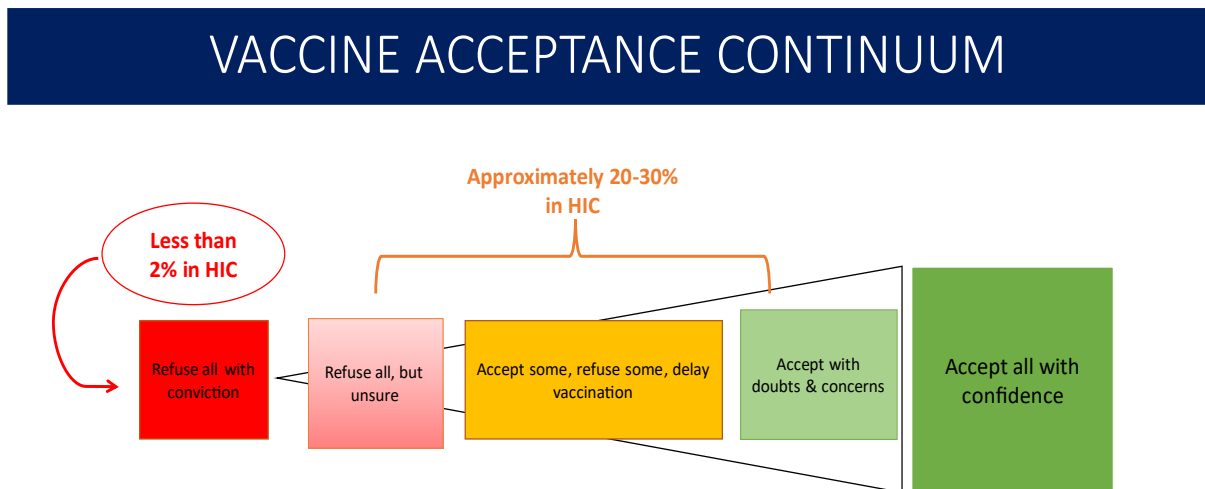 VACCINE ACCEPTANCE CONTINUUM
Approximately 20-30%
in HIC
Less than
2% in HIC
Refuse all with
conviction
Refuse all, but
unsure
Accept some, refuse some, delay
vaccination
Accept with
doubts & concerns
Accept all with
confidence